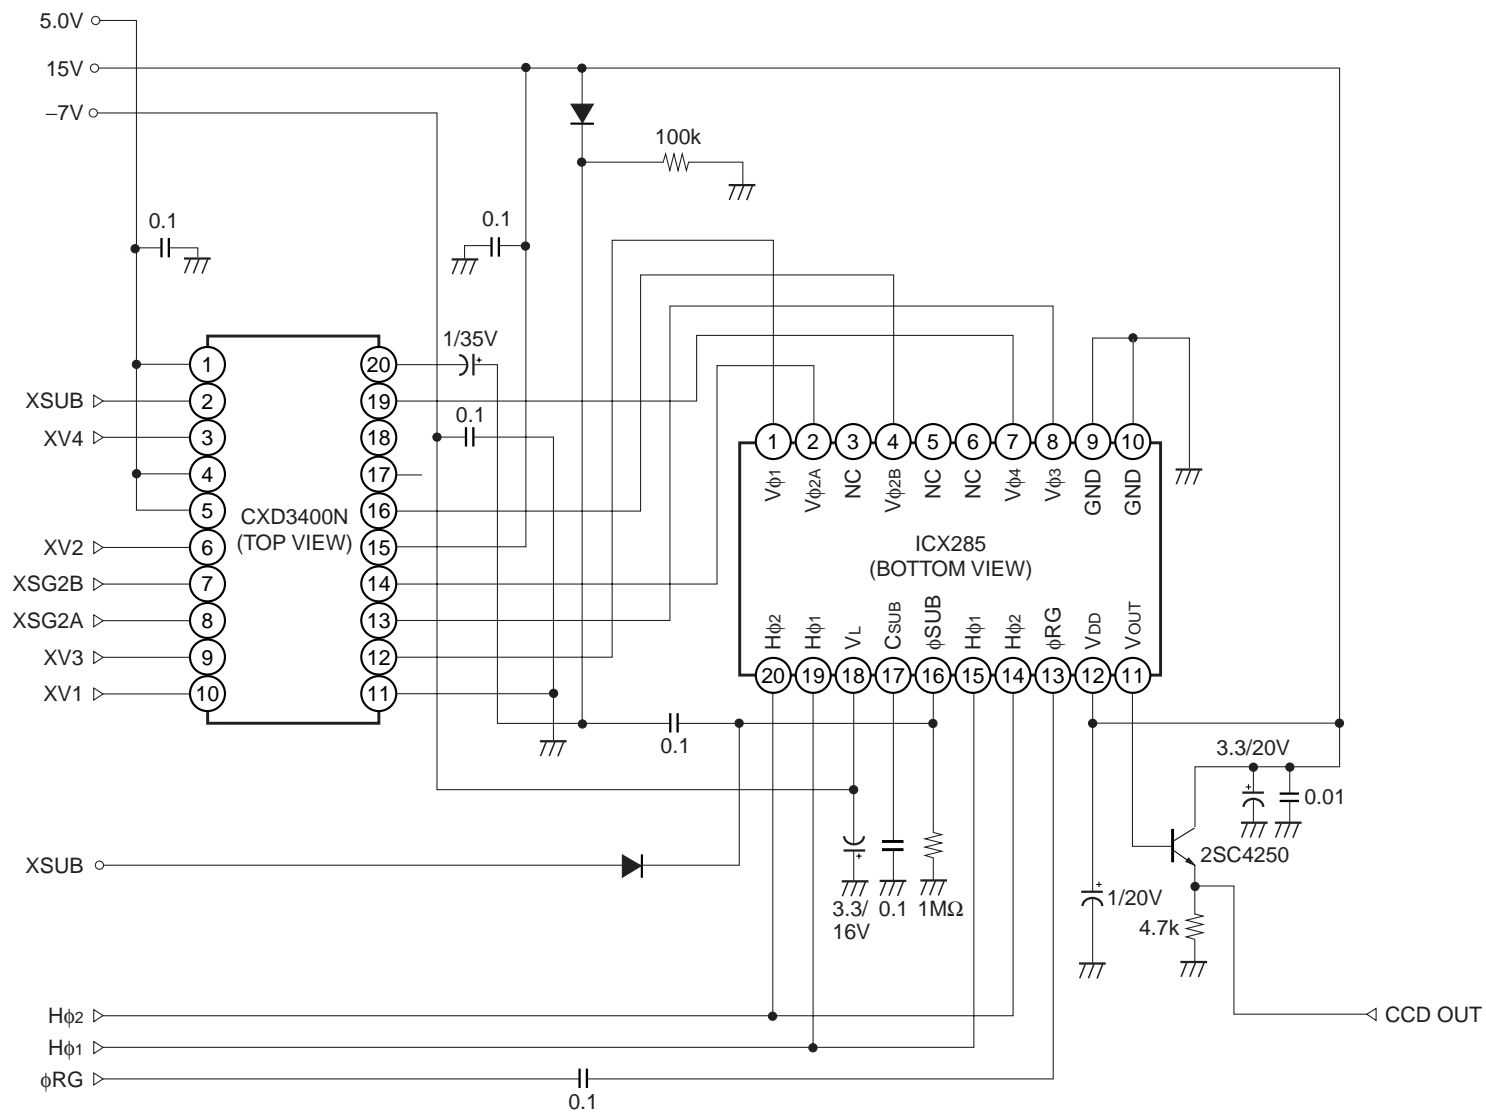 5.0V
15V
–7V
100k
0.1
0.1
1/35V
0.1
1
2
3
4
5
6
7
8
9
10
20
19
18
17
16
15
14
13
12
11
XSUB
XV4
XV2
XSG2B
XSG2A
XV3
XV1
CXD3400N
(TOP VIEW)
1
2
3
4
5
6
7
8
9
10
Vϕ1
Vϕ2A
NC
Vϕ2B
NC
NC
Vϕ4
Vϕ3
GND
GND
ICX285
(BOTTOM VIEW)
Hϕ2
Hϕ1
VL
CSUB
ϕSUB
Hϕ1
Hϕ2
ϕRG
VDD
VOUT
20
19
18
17
16
15
14
13
12
11
0.1
3.3/20V
0.01
2SC4250
XSUB
3.3/
16V
0.1
1MΩ
1/20V
4.7k
Hϕ2
CCD OUT
Hϕ1
ϕRG
0.1